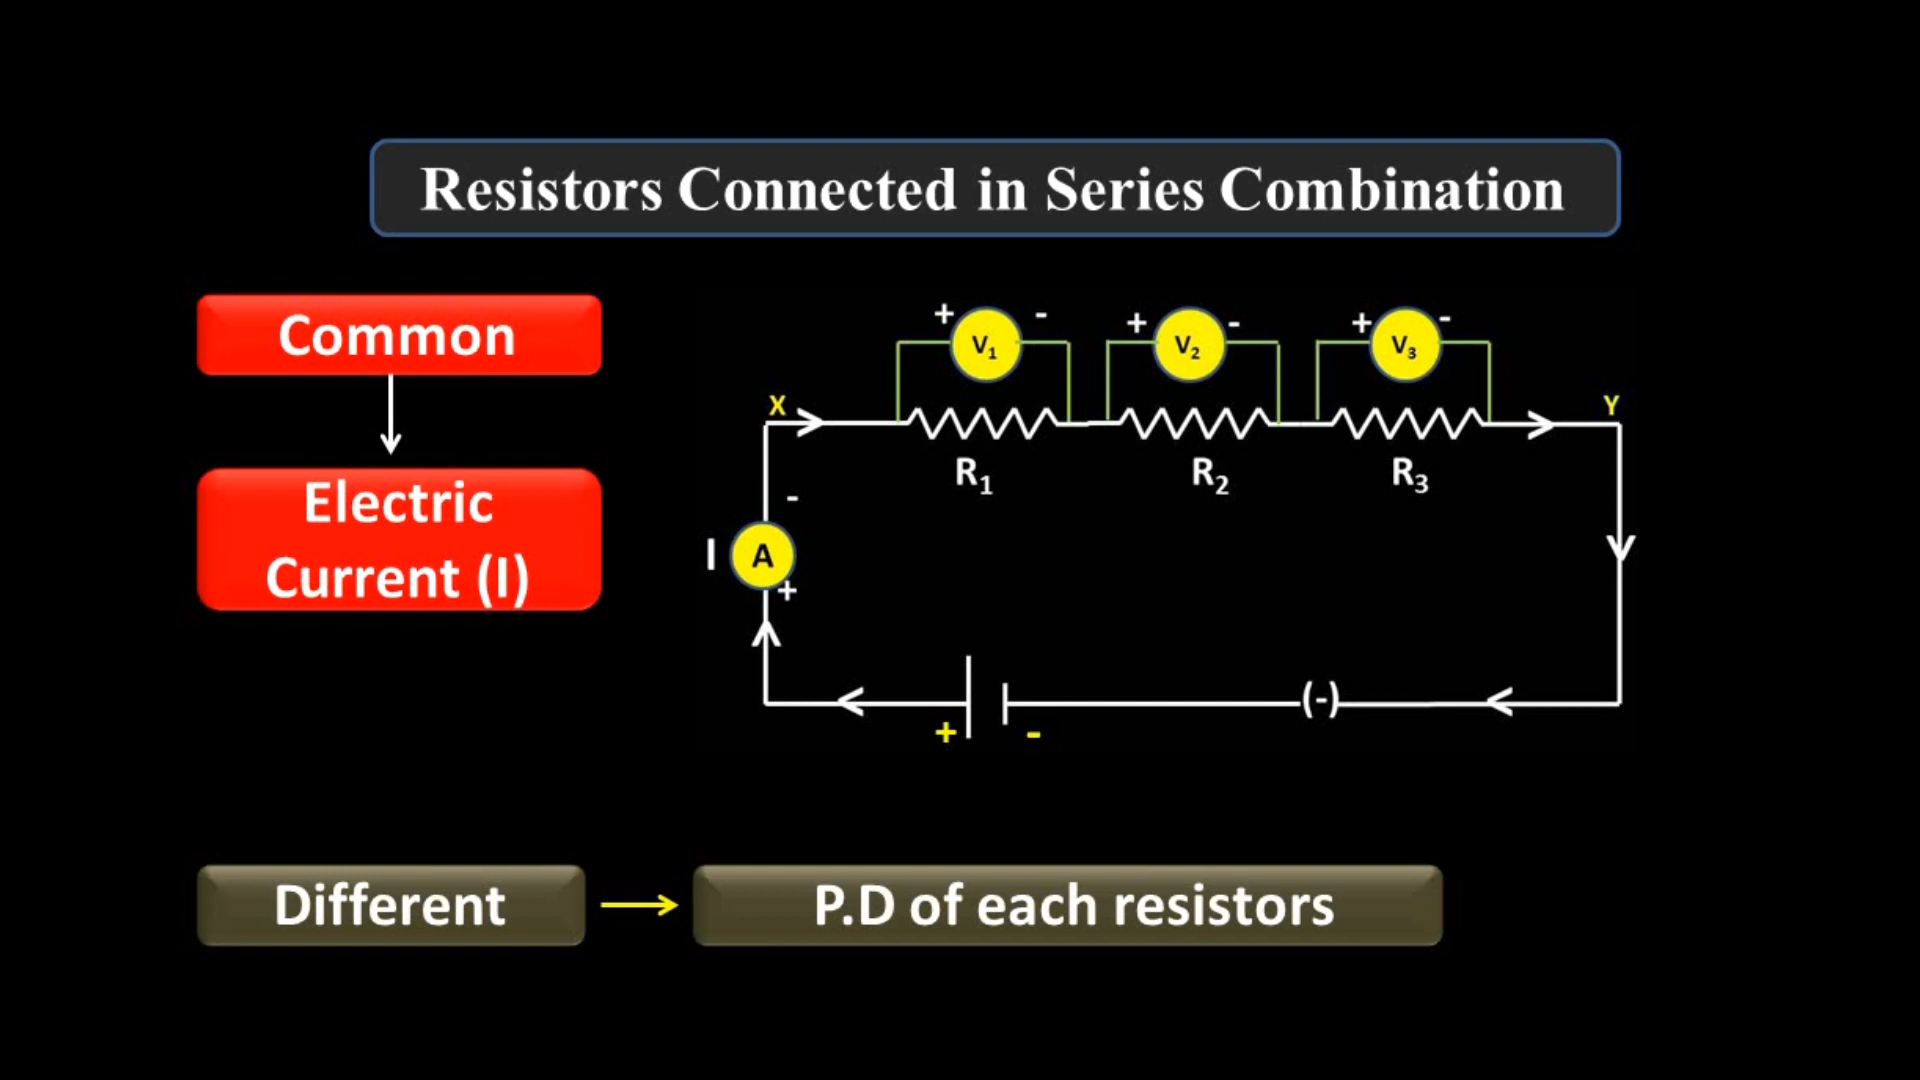 Resistors Connected in Series Combination
Common
Electric
Current (I)
+ V₁ -
+ V₂ -
+ V₃ -
X
Y
R₁
R₂
R₃
-
I A
+
(-)
+ -
Different
P.D of each resistors